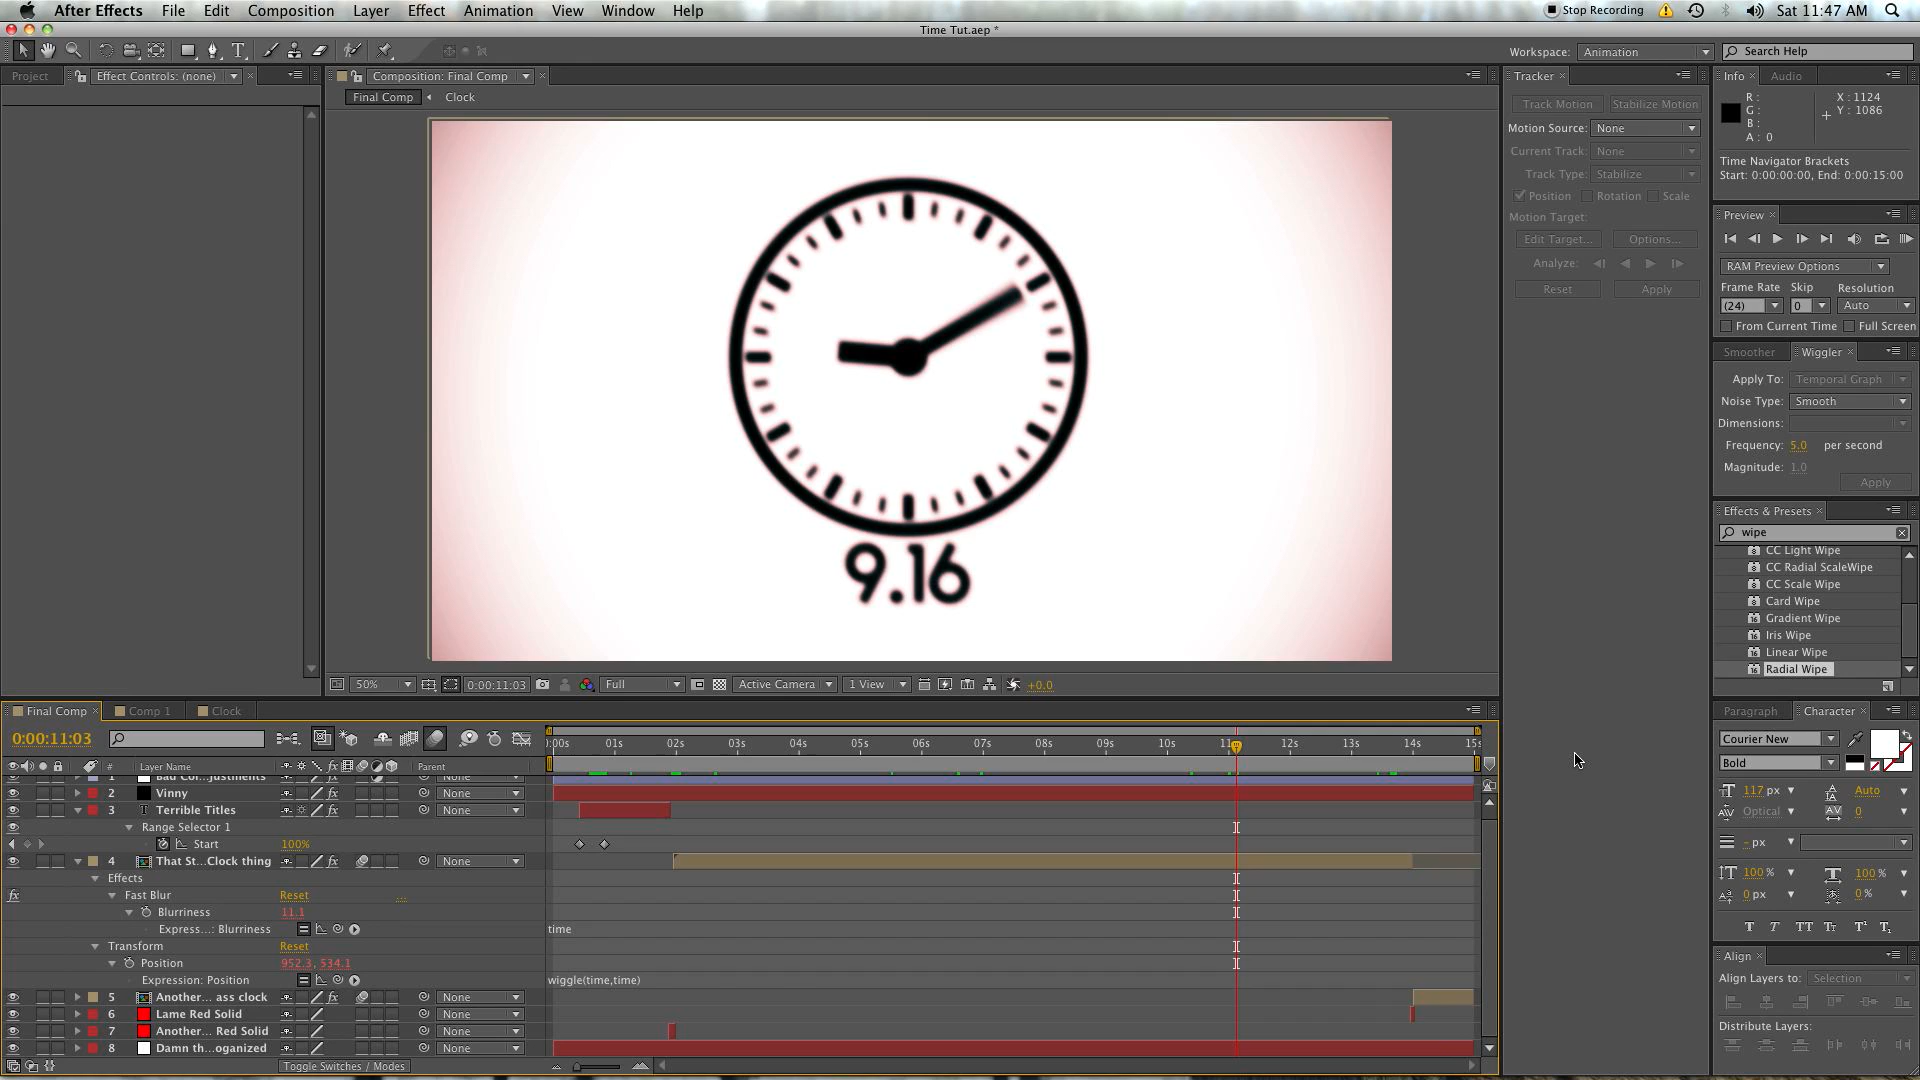 After Effects File Edit Composition Layer Effect Animation View Window Help Stop Recording Sat 11:47 AM
Time Tut.aep *
Workspace: Animation Search Help
Project Effect Controls: (none) Composition: Final Comp Tracker Info Audio
Final Comp Clock
Track Motion Stabilize Motion
Motion Source: None
Current Track: None
Track Type: Stabilize
Position Rotation Scale
Motion Target:
Edit Target... Options...
Analyze:
Reset Apply
R: X: 1124
G: Y: 1086
B:
A: 0
Time Navigator Brackets
Start: 0:00:00:00, End: 0:00:15:00
Preview
RAM Preview Options
Frame Rate Skip Resolution
(24) 0 Auto
From Current Time Full Screen
Smoother Wiggler
Apply To: Temporal Graph
Noise Type: Smooth
Dimensions:
Frequency: 5.0 per second
Magnitude: 1.0
Apply
Effects & Presets
wipe
CC Light Wipe
CC Radial ScaleWipe
CC Scale Wipe
Card Wipe
Gradient Wipe
Iris Wipe
Linear Wipe
Radial Wipe
9.16
50% 0:00:11:03 Full Active Camera 1 View +0.0
Final Comp Comp 1 Clock
0:00:11:03
:00s 01s 02s 03s 04s 05s 06s 07s 08s 09s 10s 11 12s 13s 14s 15s
# Layer Name Parent
1 Bad Col...justments None
2 Vinny None
3 T Terrible Titles None
Range Selector 1
Start 100%
4 That St...Clock thing None
Effects
fx Fast Blur Reset ...
Blurriness 11.1
Express...: Blurriness time
Transform Reset
Position 952.3, 534.1
Expression: Position wiggle(time,time)
5 Another... ass clock None
6 Lame Red Solid None
7 Another... Red Solid None
8 Damn th...oganized None
Toggle Switches / Modes
Paragraph Character
Courier New
Bold
117 px Auto
Optical 0
- px
100 % 100 %
0 px 0 %
T T TT Tt T¹ T₁
Align
Align Layers to: Selection
Distribute Layers: